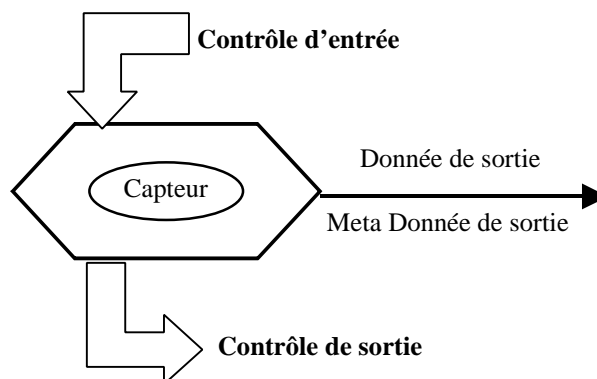 Contrôle d’entrée
Donnée de sortie
Capteur
Meta Donnée de sortie
Contrôle de sortie